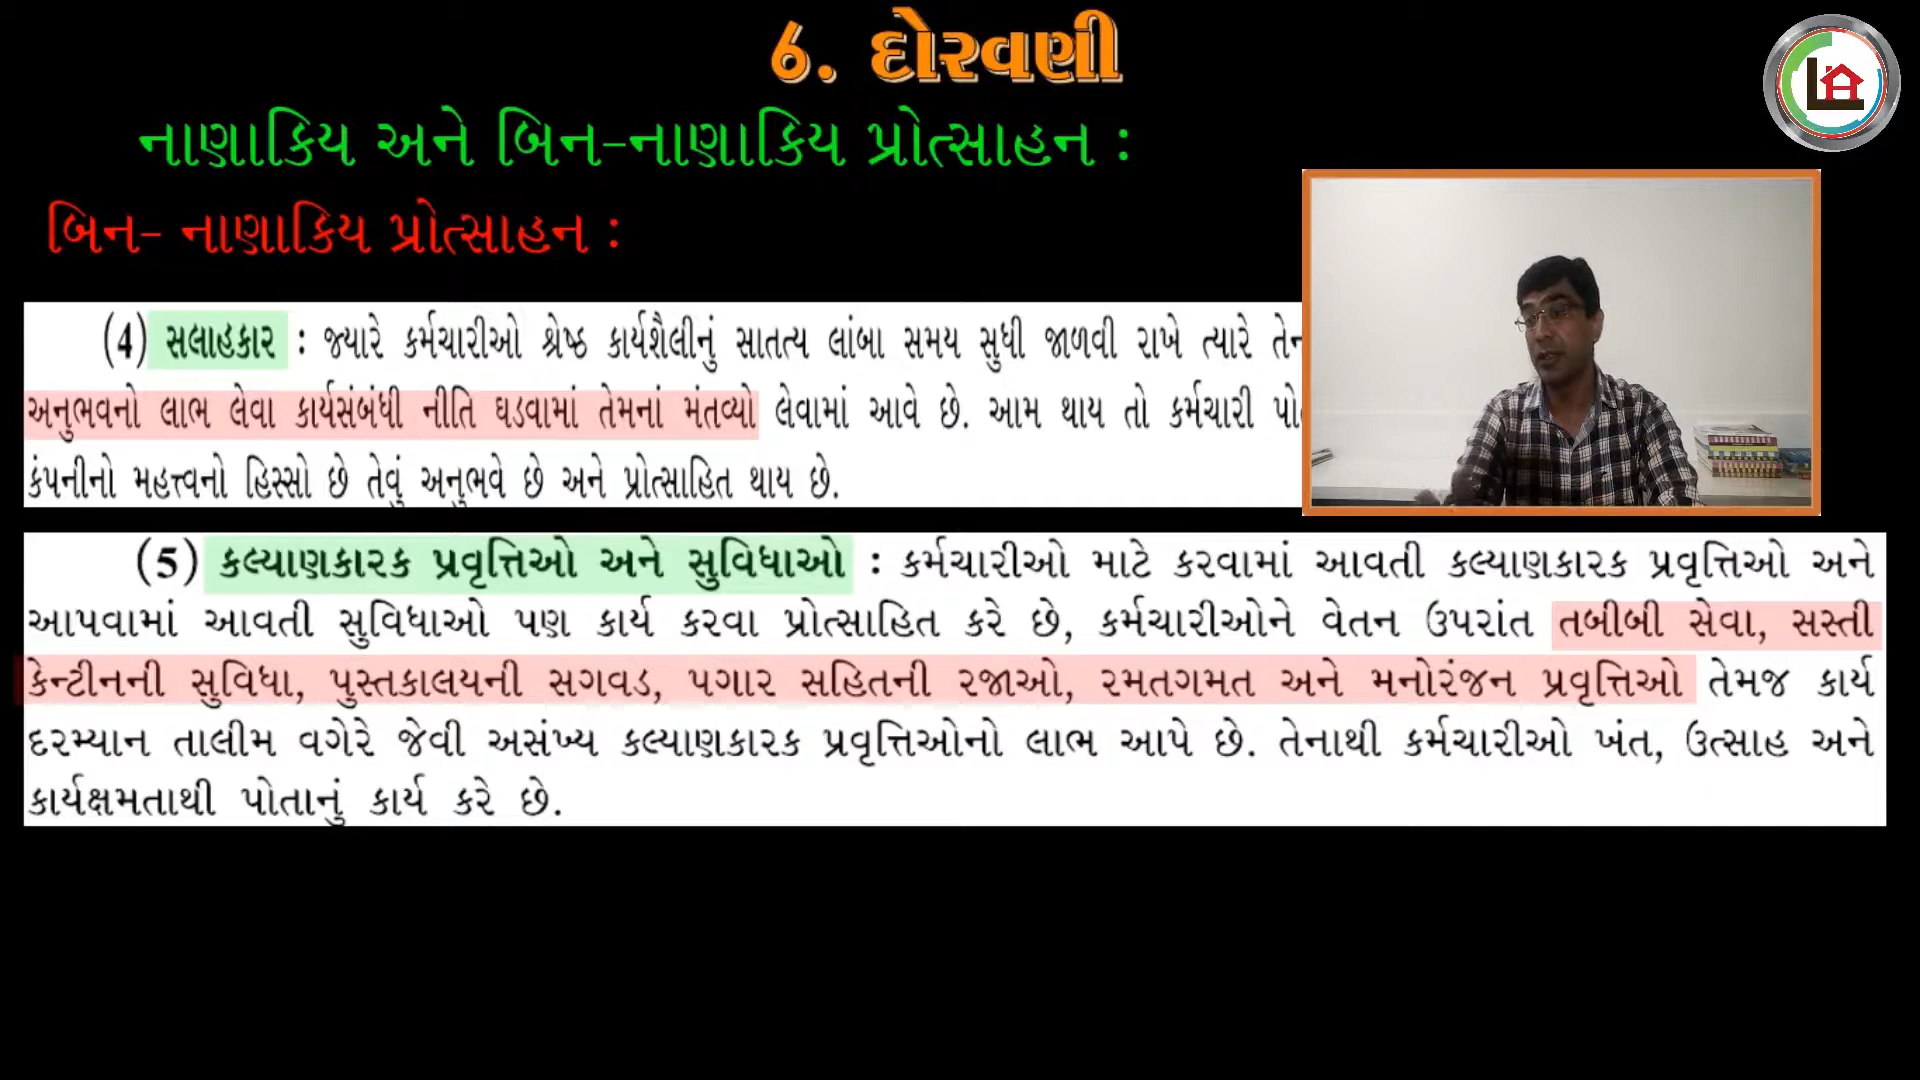 6. દોરવણી
નાણાકિય અને બિન-નાણાકિય પ્રોત્સાહન :
બિન- નાણાકિય પ્રોત્સાહન :
(4) સલાહકાર : જ્યારે કર્મચારીઓ શ્રેષ્ઠ કાર્યશૈલીનું સાતત્ય લાંબા સમય સુધી જાળવી રાખે ત્યારે
અનુભવનો લાભ લેવા કાર્યસંબંધી નીતિ ઘડવામાં તેમનાં મંતવ્યો લેવામાં આવે છે. આમ થાય તો કર્મચારી
કંપનીનો મહત્ત્વનો હિસ્સો છે તેવું અનુભવે છે અને પ્રોત્સાહિત થાય છે.
(5) કલ્યાણકારક પ્રવૃત્તિઓ અને સુવિધાઓ : કર્મચારીઓ માટે કરવામાં આવતી કલ્યાણકારક પ્રવૃત્તિઓ અને
આપવામાં આવતી સુવિધાઓ પણ કાર્ય કરવા પ્રોત્સાહિત કરે છે, કર્મચારીઓને વેતન ઉપરાંત તબીબી સેવા, સસ્તી
કેન્ટીનની સુવિધા, પુસ્તકાલયની સગવડ, પગાર સહિતની રજાઓ, રમતગમત અને મનોરંજન પ્રવૃત્તિઓ તેમજ કાર્ય
દરમ્યાન તાલીમ વગેરે જેવી અસંખ્ય કલ્યાણકારક પ્રવૃત્તિઓનો લાભ આપે છે. તેનાથી કર્મચારીઓ ખંત, ઉત્સાહ અને
કાર્યક્ષમતાથી પોતાનું કાર્ય કરે છે.